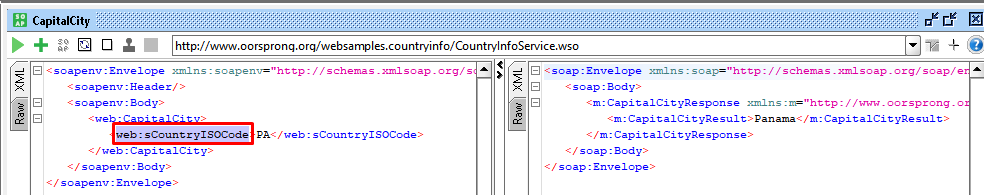 SO AP CapitalCity
http://www.oorsprong.org/websamples.countryinfo/CountryInfoService.wso
XML
Raw
<soapenv:Envelope xmlns:soapenv="http://schemas.xmlsoap.org/so
<soapenv:Header/>
<soapenv:Body>
<web:CapitalCity>
<web:sCountryISOCode>PA</web:sCountryISOCode>
</web:CapitalCity>
</soapenv:Body>
</soapenv:Envelope>
XML
Raw
<soap:Envelope xmlns:soap="http://schemas.xmlsoap.org/soap/en
<soap:Body>
<m:CapitalCityResponse xmlns:m="http://www.oorsprong.or
<m:CapitalCityResult>Panama</m:CapitalCityResult>
</m:CapitalCityResponse>
</soap:Body>
</soap:Envelope>